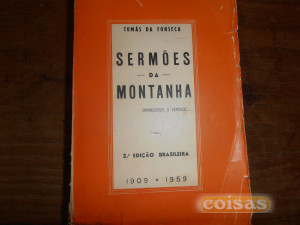 TOMÁS DA FONSECA
SERMÕES
DA
MONTANHA
2.ª EDIÇÃO BRASILEIRA
1909 • 1959
coisas